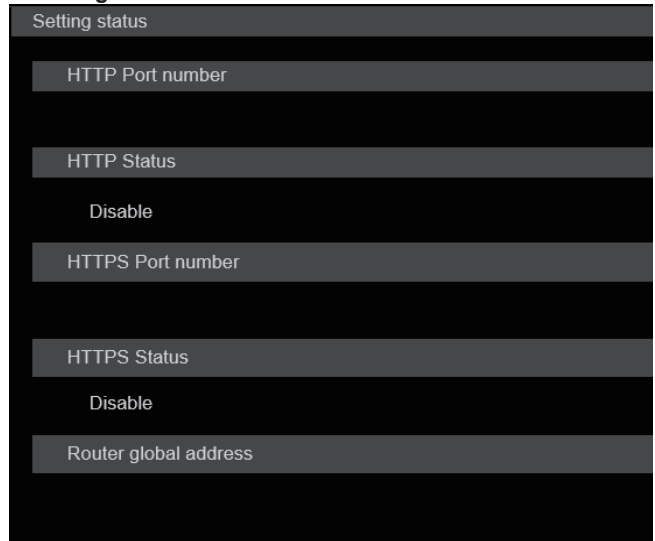 Setting status
HTTP Port number
HTTP Status
Disable
HTTPS Port number
HTTPS Status
Disable
Router global address